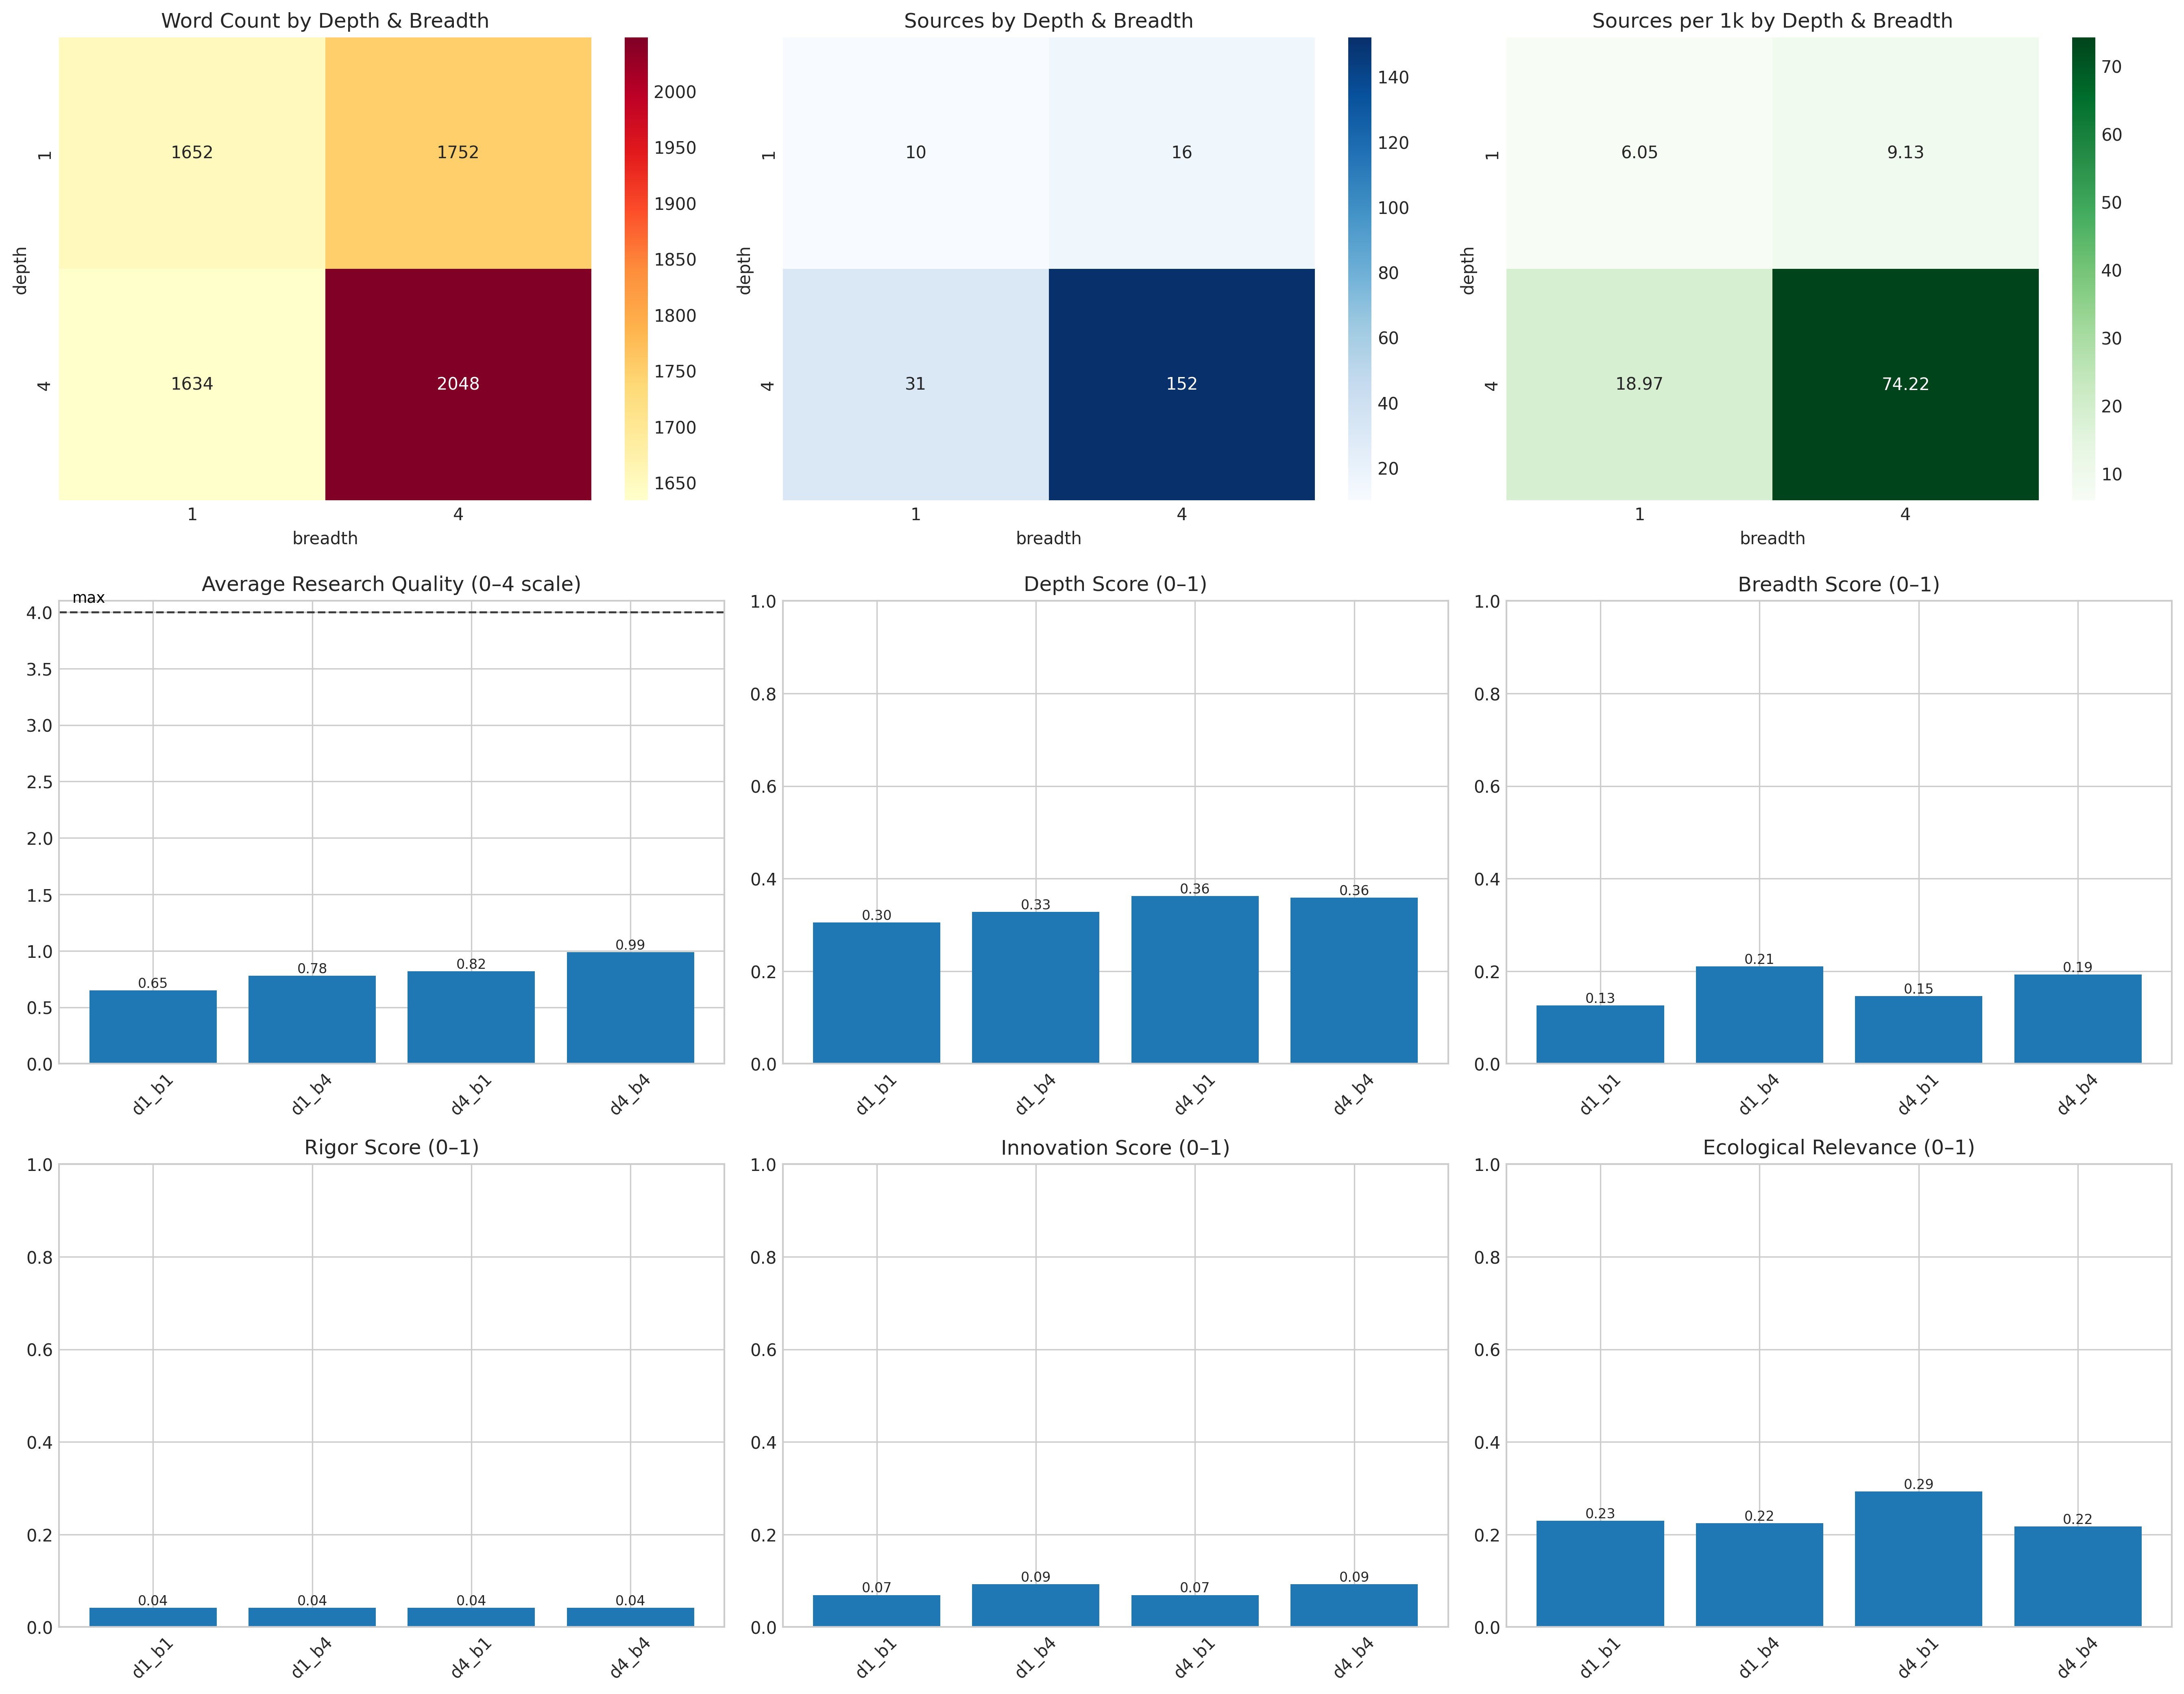 Word Count by Depth & Breadth
1652 1752
1634 2048
1
4
depth
1 4
breadth
2000
1950
1900
1850
1800
1750
1700
1650
Sources by Depth & Breadth
10 16
31 152
1
4
depth
1 4
breadth
140
120
100
80
60
40
20
Sources per 1k by Depth & Breadth
6.05 9.13
18.97 74.22
1
4
depth
1 4
breadth
70
60
50
40
30
20
10
Average Research Quality (0–4 scale)
max
4.0
3.5
3.0
2.5
2.0
1.5
1.0
0.5
0.0
0.65 0.78 0.82 0.99
d1_b1 d1_b4 d4_b1 d4_b4
Depth Score (0–1)
1.0
0.8
0.6
0.4
0.2
0.0
0.30 0.33 0.36 0.36
d1_b1 d1_b4 d4_b1 d4_b4
Breadth Score (0–1)
1.0
0.8
0.6
0.4
0.2
0.0
0.13 0.21 0.15 0.19
d1_b1 d1_b4 d4_b1 d4_b4
Rigor Score (0–1)
1.0
0.8
0.6
0.4
0.2
0.0
0.04 0.04 0.04 0.04
d1_b1 d1_b4 d4_b1 d4_b4
Innovation Score (0–1)
1.0
0.8
0.6
0.4
0.2
0.0
0.07 0.09 0.07 0.09
d1_b1 d1_b4 d4_b1 d4_b4
Ecological Relevance (0–1)
1.0
0.8
0.6
0.4
0.2
0.0
0.23 0.22 0.29 0.22
d1_b1 d1_b4 d4_b1 d4_b4